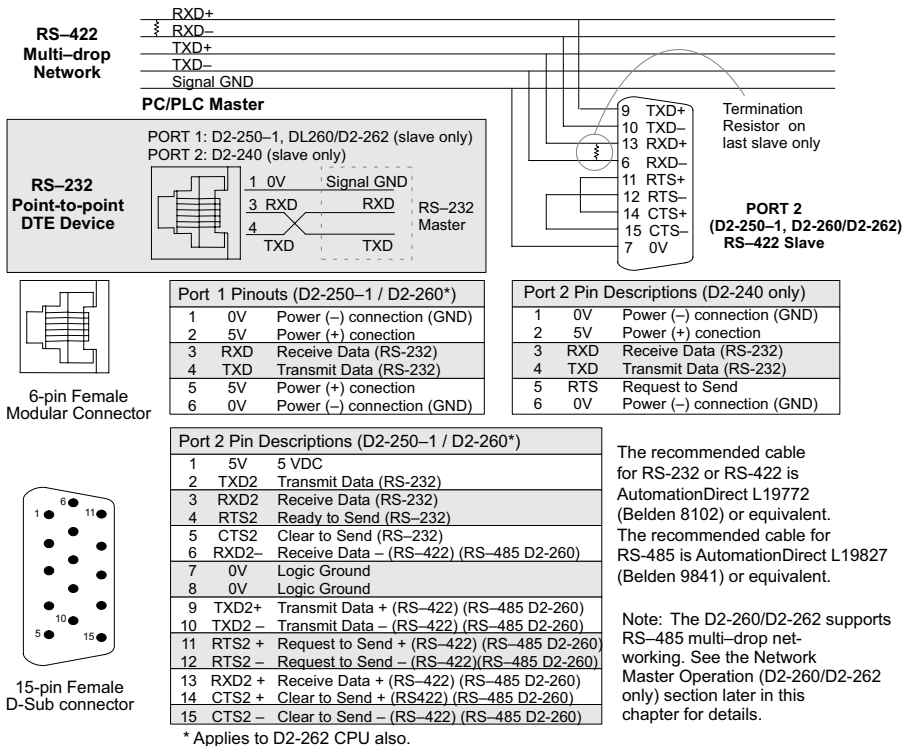 RS–422
Multi–drop
Network
RXD+
RXD–
TXD+
TXD–
Signal GND
PC/PLC Master
9 TXD+
10 TXD–
13 RXD+
6 RXD–
11 RTS+
12 RTS–
14 CTS+
15 CTS–
7 0V
Termination
Resistor on
last slave only
PORT 2
(D2-250–1, D2-260/D2-262)
RS–422 Slave
RS–232
Point-to-point
DTE Device
PORT 1: D2-250–1, DL260/D2-262 (slave only)
PORT 2: D2-240 (slave only)
1 0V Signal GND
3 RXD RXD
4
TXD TXD
RS–232
Master
6-pin Female
Modular Connector
Port 1 Pinouts (D2-250–1 / D2-260*)
1 0V Power (–) connection (GND)
2 5V Power (+) conection
3 RXD Receive Data (RS-232)
4 TXD Transmit Data (RS-232)
5 5V Power (+) conection
6 0V Power (–) connection (GND)
Port 2 Pin Descriptions (D2-240 only)
1 0V Power (–) connection (GND)
2 5V Power (+) conection
3 RXD Receive Data (RS-232)
4 TXD Transmit Data (RS-232)
5 RTS Request to Send
6 0V Power (–) connection (GND)
6
1 11
10
5 15
15-pin Female
D-Sub connector
Port 2 Pin Descriptions (D2-250–1 / D2-260*)
1 5V 5 VDC
2 TXD2 Transmit Data (RS-232)
3 RXD2 Receive Data (RS-232)
4 RTS2 Ready to Send (RS–232)
5 CTS2 Clear to Send (RS–232)
6 RXD2– Receive Data – (RS–422) (RS–485 D2-260)
7 0V Logic Ground
8 0V Logic Ground
9 TXD2+ Transmit Data + (RS–422) (RS–485 D2-260)
10 TXD2 – Transmit Data – (RS–422) (RS–485 D2-260)
11 RTS2 + Request to Send + (RS–422) (RS–485 D2-260)
12 RTS2 – Request to Send – (RS–422)(RS–485 D2-260)
13 RXD2 + Receive Data + (RS–422) (RS–485 D2-260)
14 CTS2 + Clear to Send + (RS422) (RS–485 D2-260)
15 CTS2 – Clear to Send – (RS–422) (RS–485 D2-260)
* Applies to D2-262 CPU also.
The recommended cable
for RS-232 or RS-422 is
AutomationDirect L19772
(Belden 8102) or equivalent.
The recommended cable for
RS-485 is AutomationDirect L19827
(Belden 9841) or equivalent.
Note: The D2-260/D2-262 supports
RS–485 multi–drop net-
working. See the Network
Master Operation (D2-260/D2-262
only) section later in this
chapter for details.